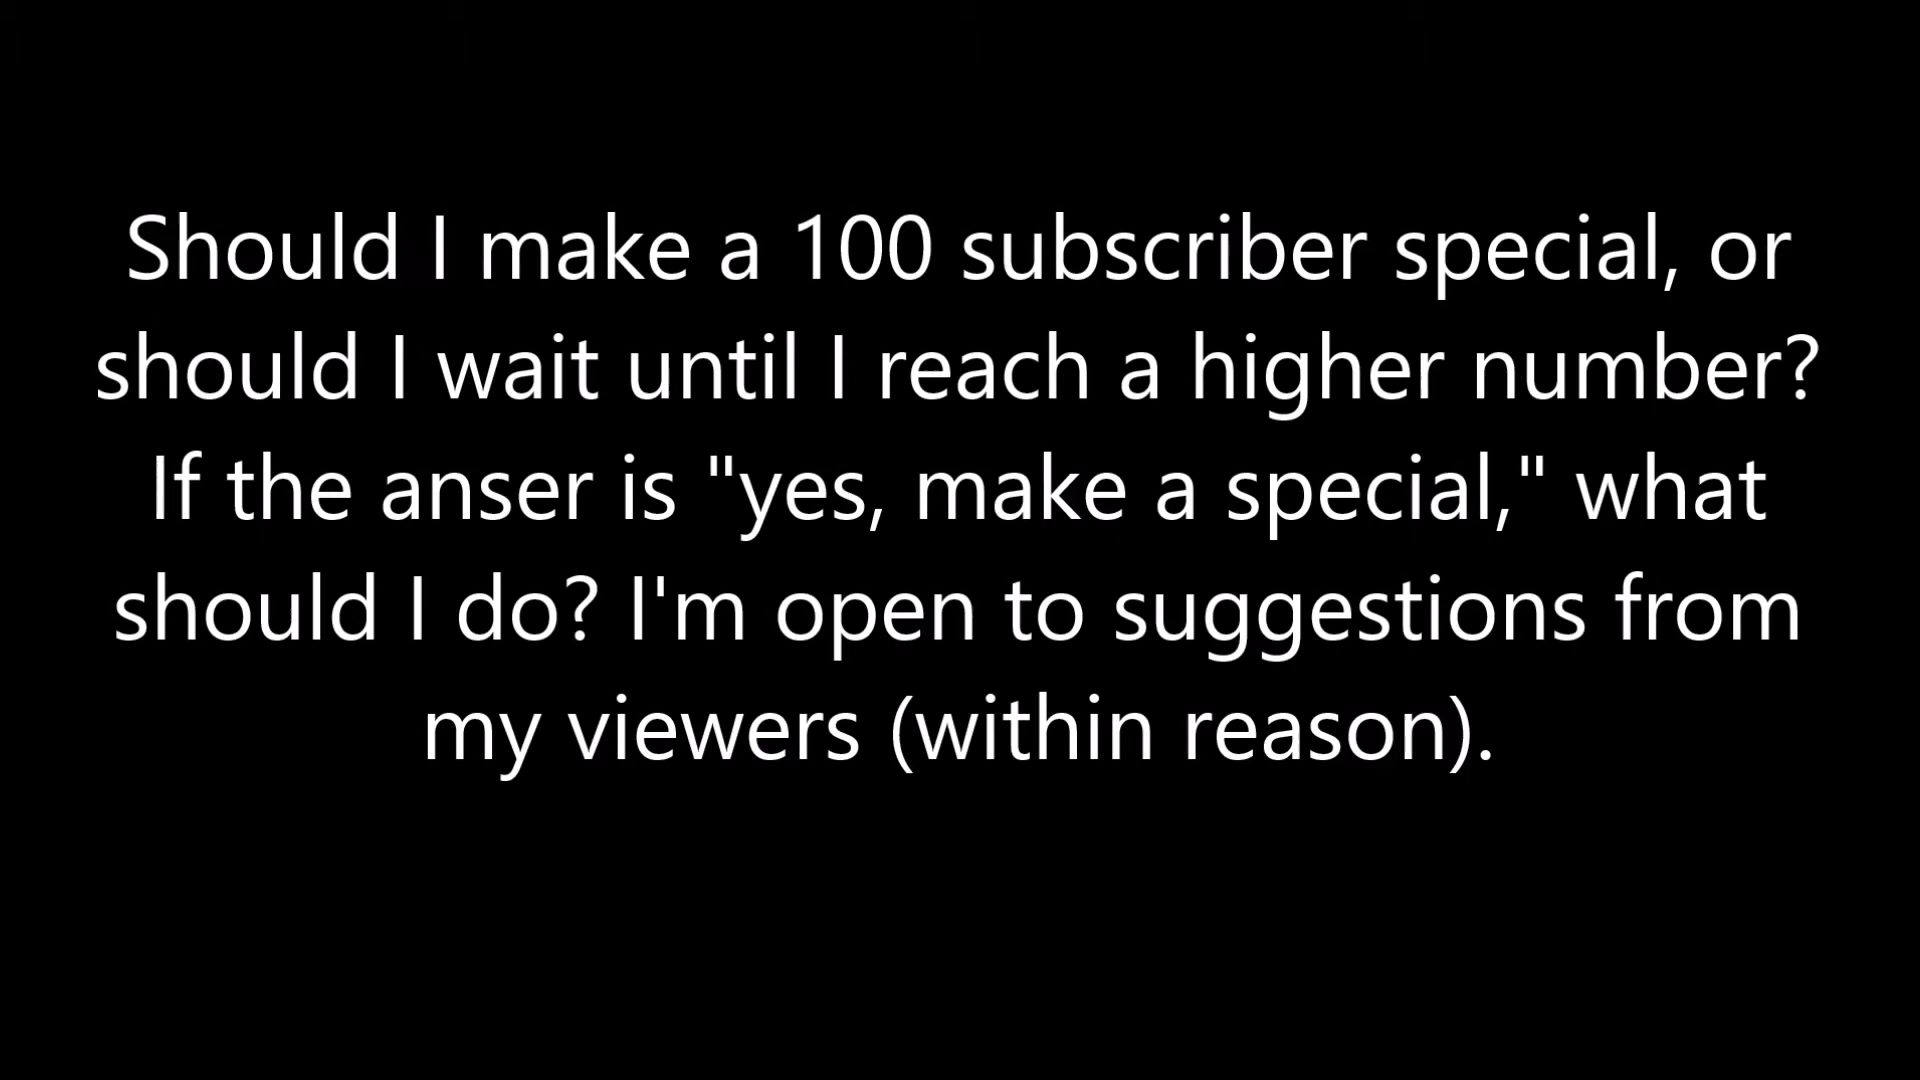 Should I make a 100 subscriber special, or
should I wait until I reach a higher number?
If the anser is "yes, make a special," what
should I do? I'm open to suggestions from
my viewers (within reason).